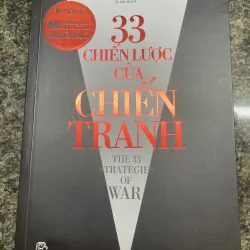 33
CHIẾN LƯỢC
CỦA
CHIẾN
TRANH
THE 33
STRATEGIES
OF
WAR